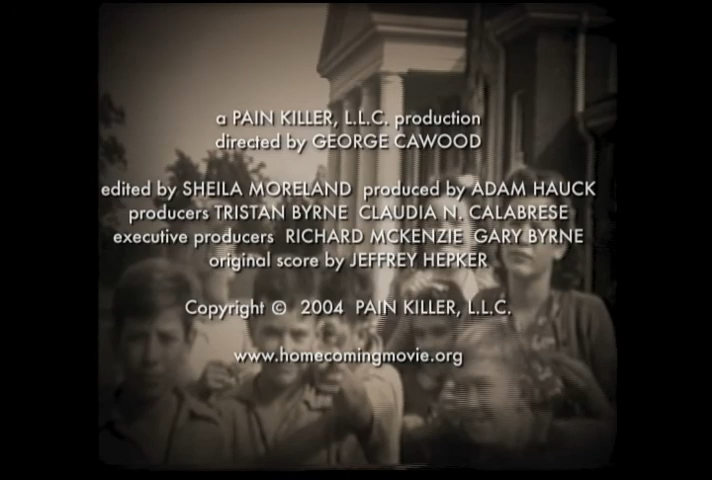 a PAIN KILLER, L.L.C. production
directed by GEORGE CAWOOD
edited by SHEILA MORELAND produced by ADAM HAUCK
producers TRISTAN BYRNE CLAUDIA N. CALABRESE
executive producers RICHARD MCKENZIE GARY BYRNE
original score by JEFFREY HEPKER
Copyright © 2004 PAIN KILLER, L.L.C.
www.homecomingmovie.org